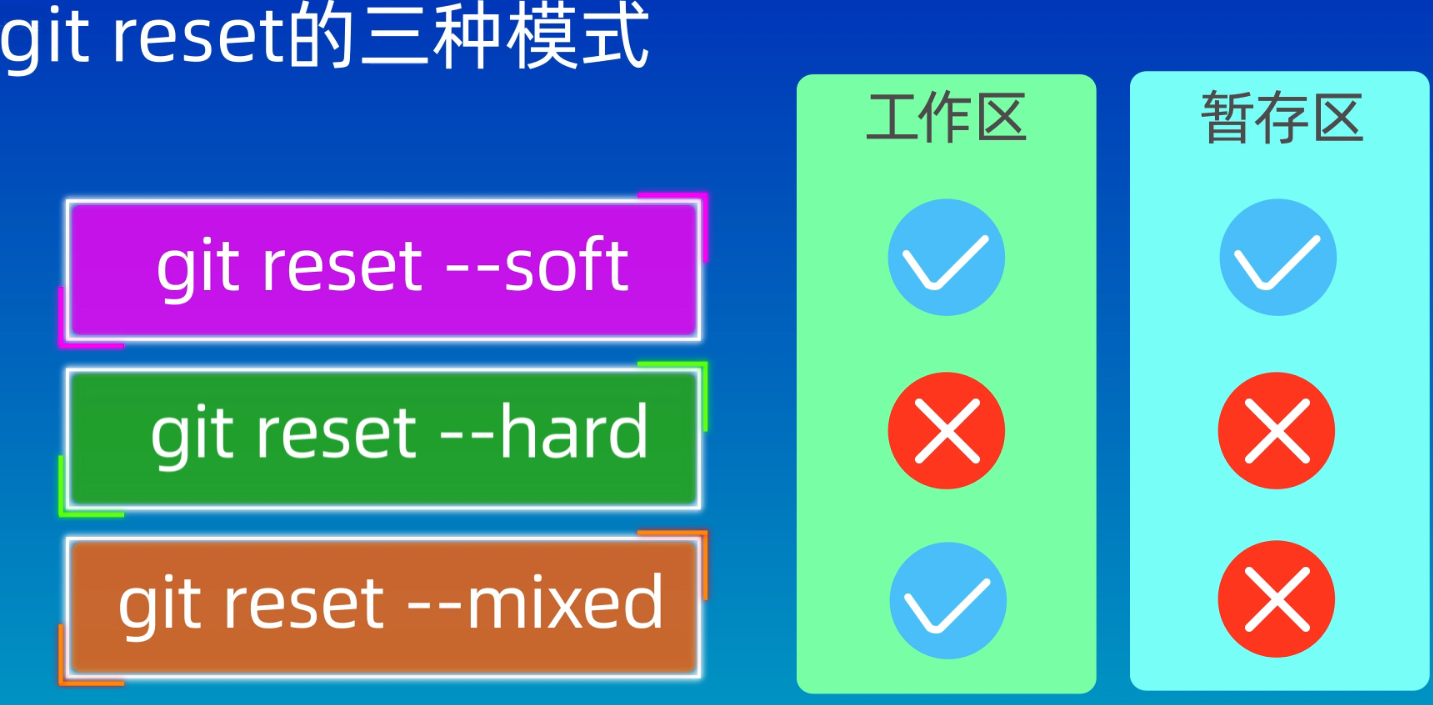 git reset的三种模式
工作区
暂存区
git reset --soft
git reset --hard
git reset --mixed